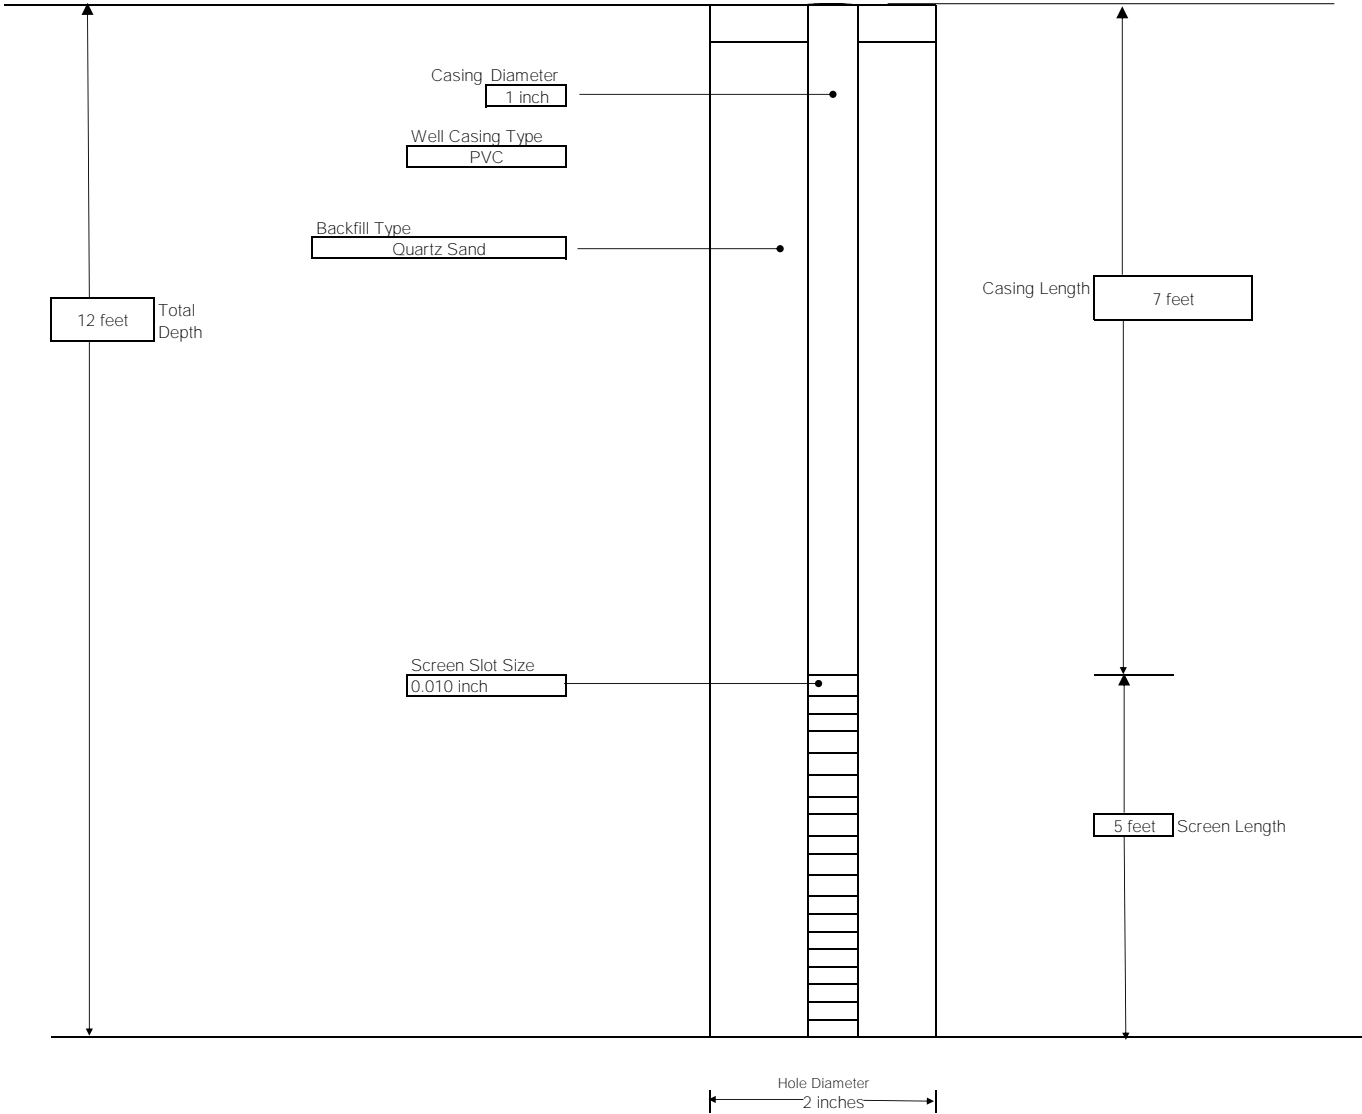 Casing Diameter
1 inch
Well Casing Type
PVC
Backfill Type
Quartz Sand
Casing Length
7 feet
12 feet
Total
Depth
Screen Slot Size
0.010 inch
5 feet
Screen Length
Hole Diameter
2 inches